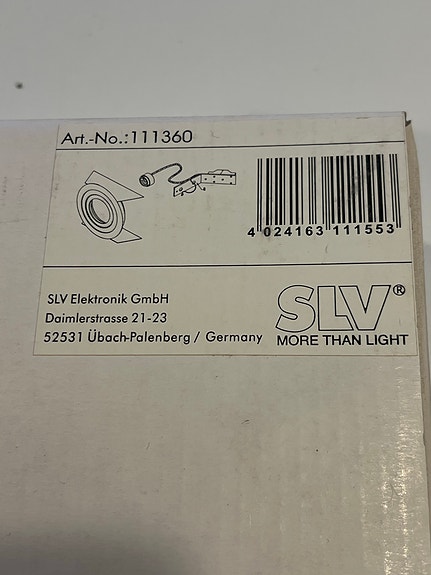 Art.-No.:111360
4 024163 111553
SLV Elektronik GmbH
Daimlerstrasse 21-23
52531 Übach-Palenberg / Germany
SLV®
MORE THAN LIGHT